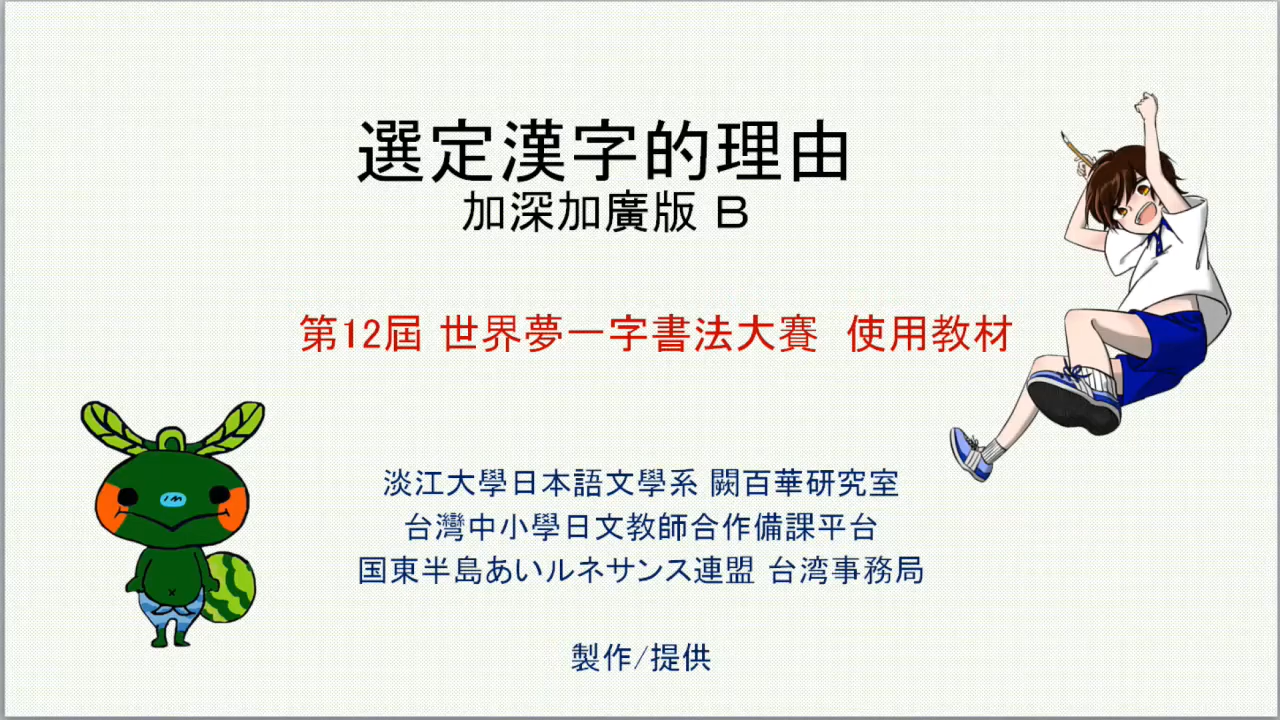 選定漢字的理由
加深加廣版 B
第12屆 世界夢一字書法大賽 使用教材
淡江大學日本語文學系 闕百華研究室
台灣中小學日文教師合作備課平台
国東半島あいルネサンス連盟 台湾事務局
製作/提供